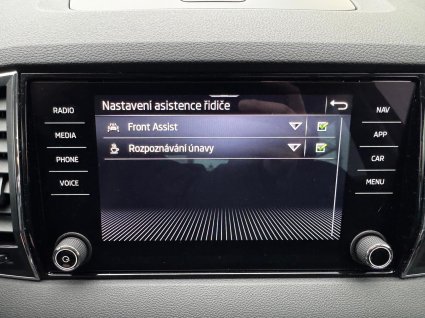 Nastavení asistence řidiče
RADIO
MEDIA
PHONE
VOICE
Front Assist
Rozpoznávání únavy
NAV
APP
CAR
MENU